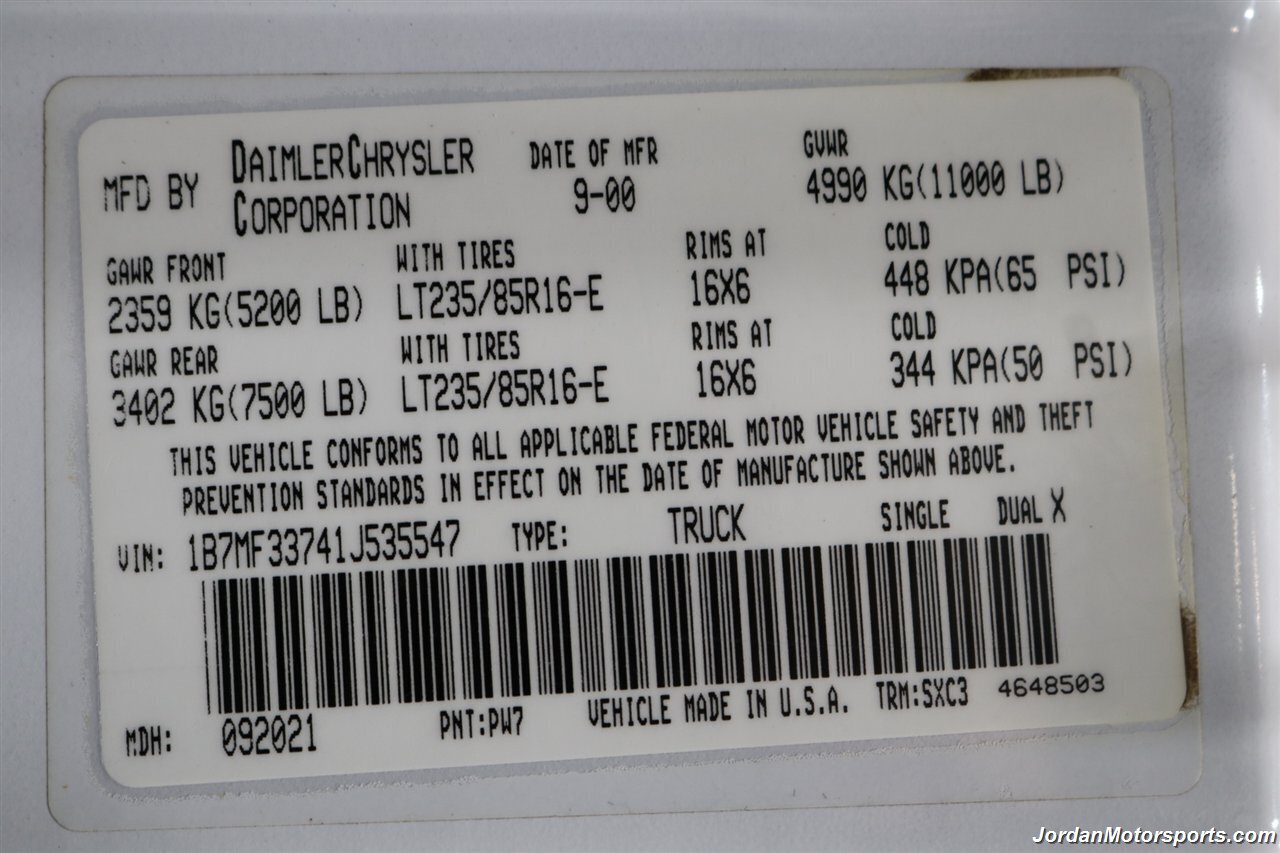 MFD BY DAIMLERCHRYSLER CORPORATION DATE OF MFR 9-00 GVWR 4990 KG(11000 LB)
GAWR FRONT WITH TIRES RIMS AT COLD
2359 KG(5200 LB) LT235/85R16-E 16X6 448 KPA(65 PSI)
GAWR REAR WITH TIRES RIMS AT COLD
3402 KG(7500 LB) LT235/85R16-E 16X6 344 KPA(50 PSI)
THIS VEHICLE CONFORMS TO ALL APPLICABLE FEDERAL MOTOR VEHICLE SAFETY AND THEFT
PREVENTION STANDARDS IN EFFECT ON THE DATE OF MANUFACTURE SHOWN ABOVE.
VIN: 1B7MF33741J535547 TYPE: TRUCK SINGLE DUAL X
MDH: 092021 PNT:PW7 VEHICLE MADE IN U.S.A. TRM:SXC3 4648503
JordanMotorsports.com